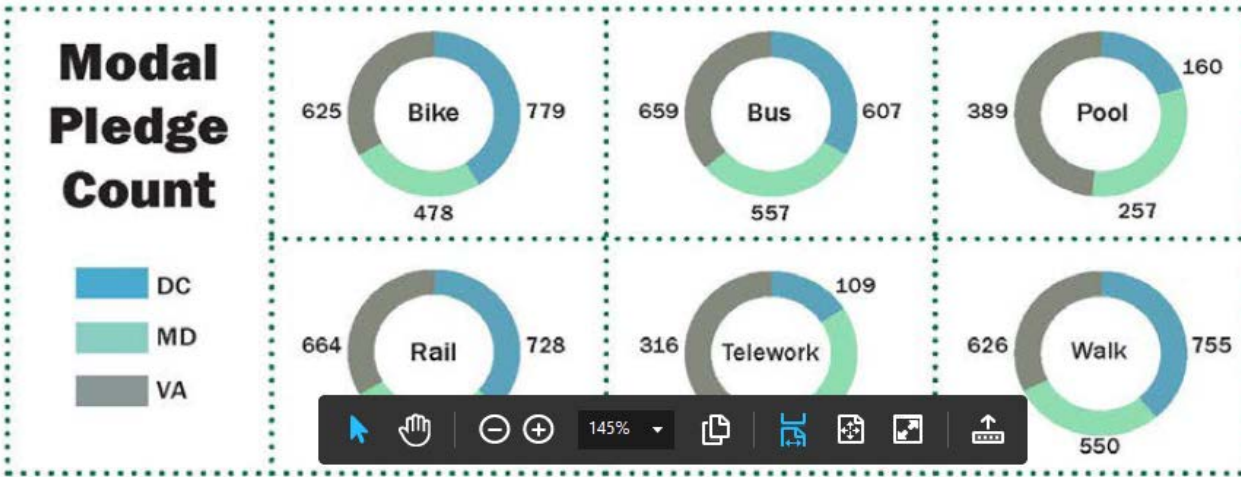 Modal
Pledge
Count
DC
MD
VA
625
Bike
779
478
659
Bus
607
557
160
389
Pool
257
664
Rail
728
109
316
Telework
626
Walk
755
550
145%